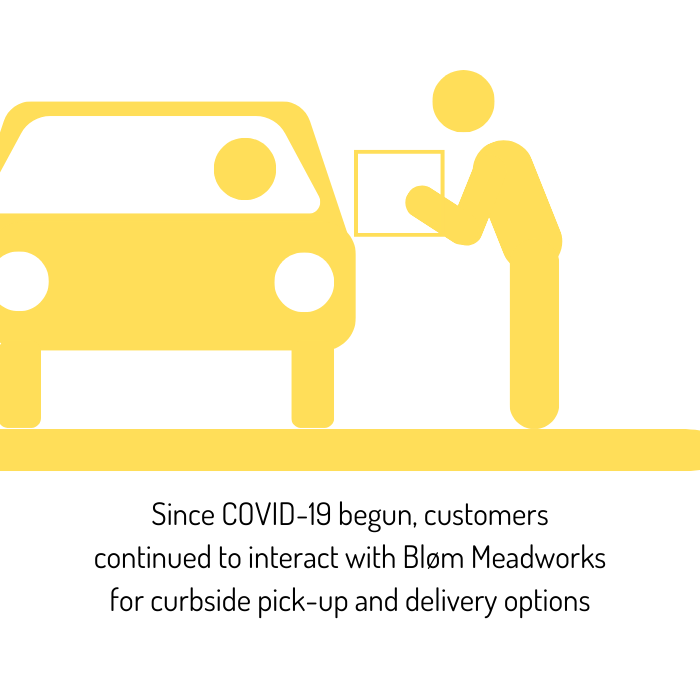 Since COVID-19 begun, customers
continued to interact with Bløm Meadworks
for curbside pick-up and delivery options